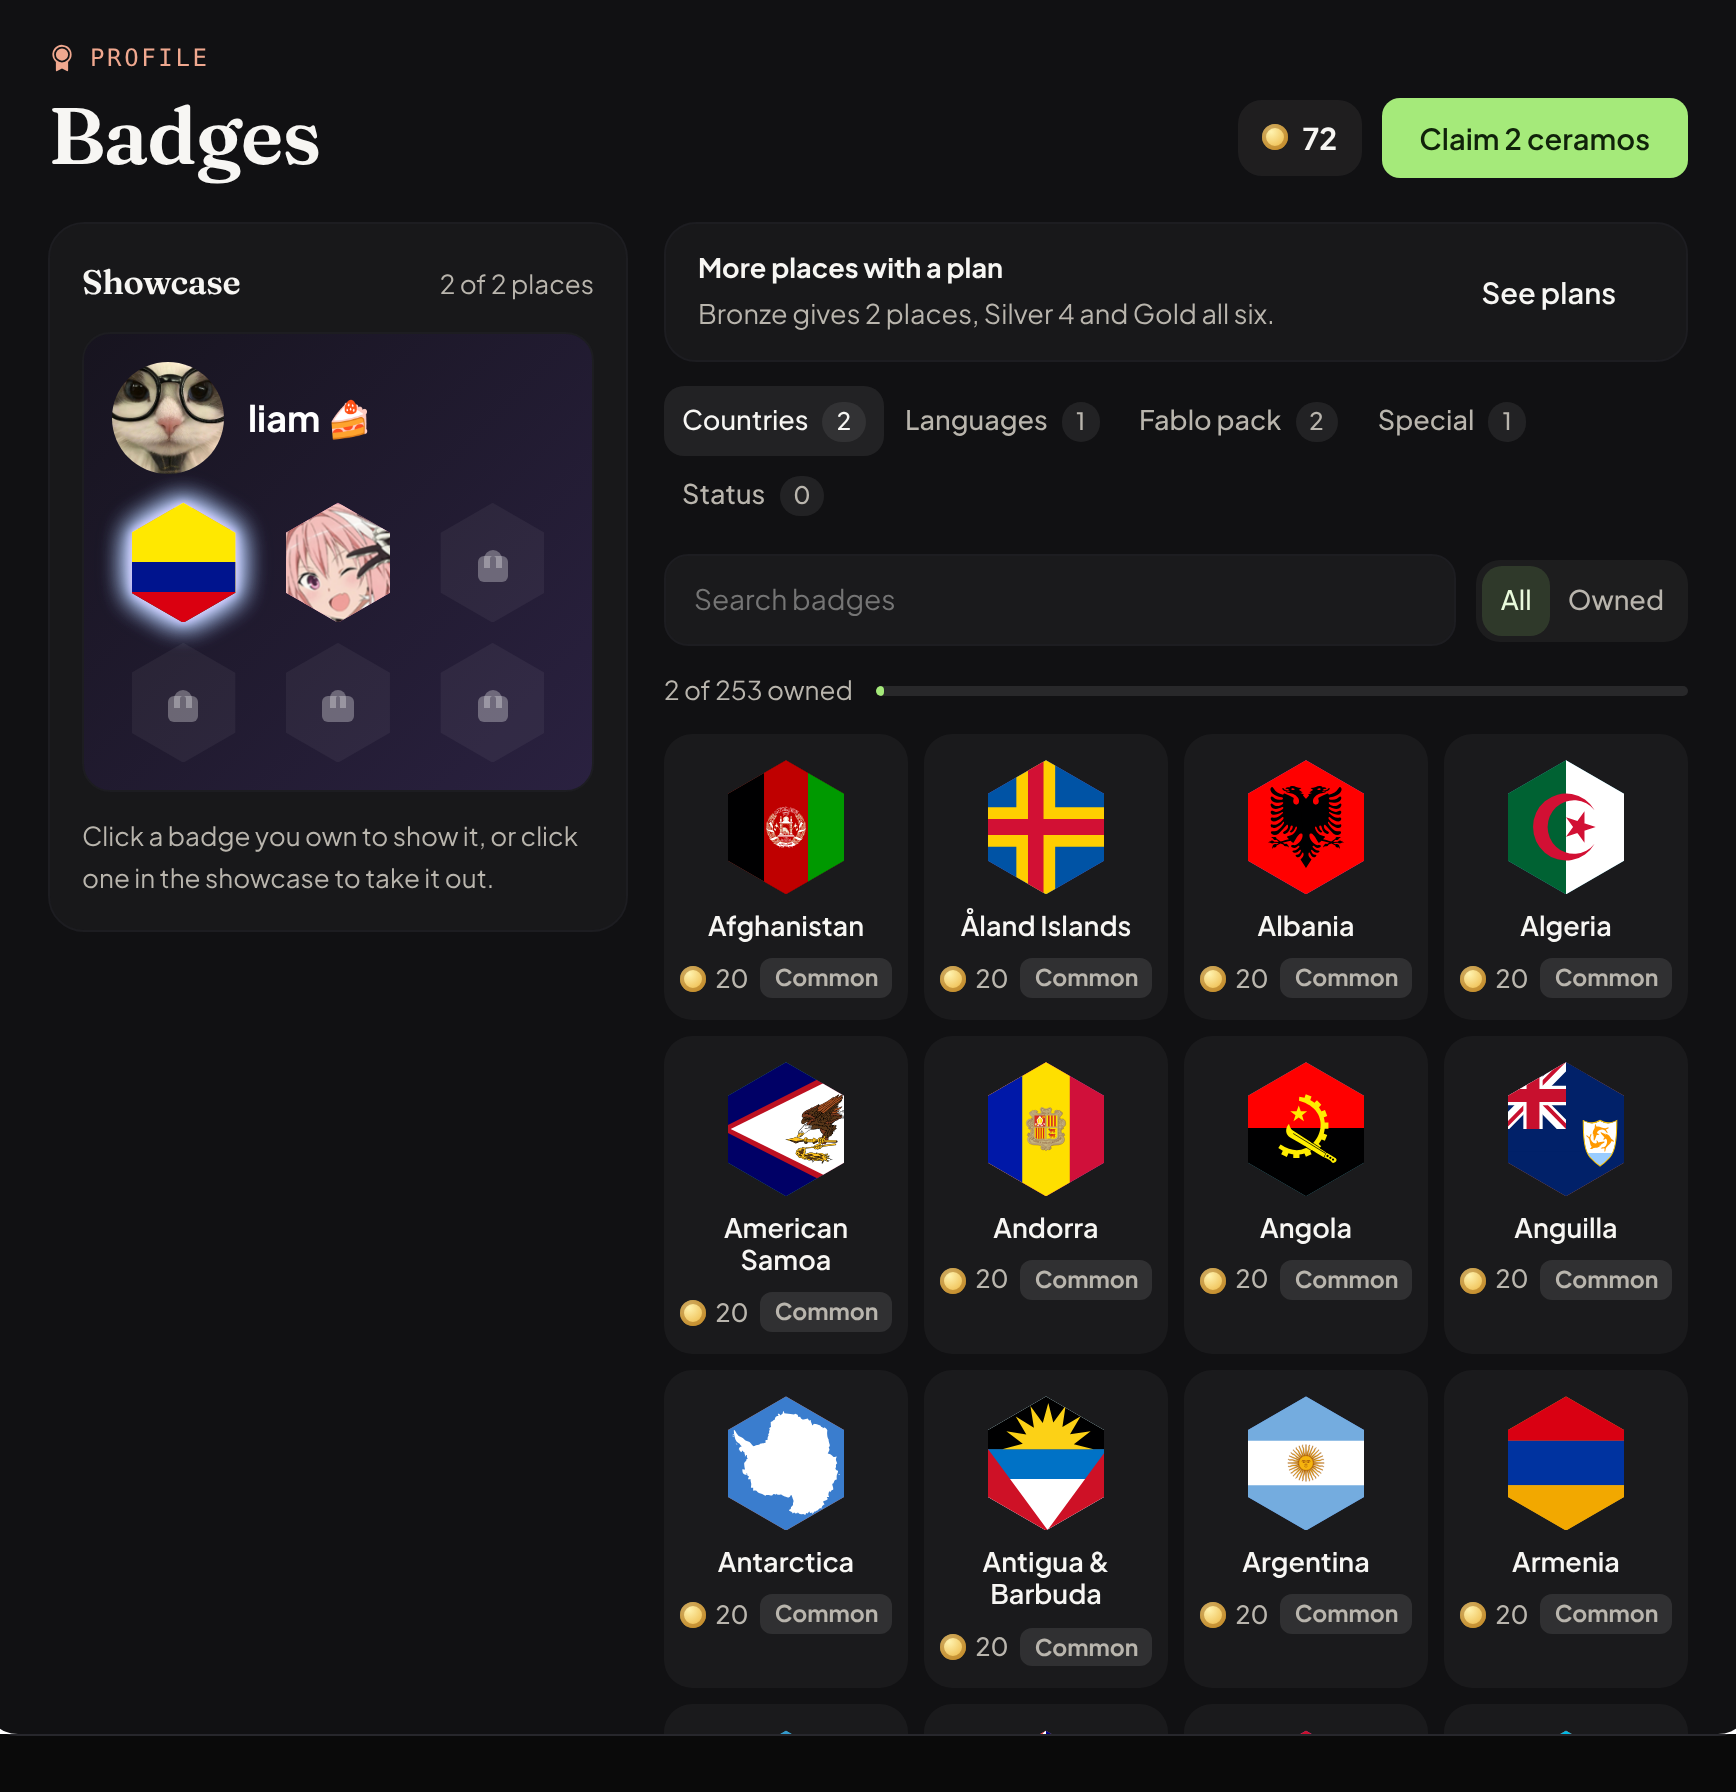 PROFILE
Badges
72
Claim 2 ceramos
Showcase
2 of 2 places
liam 🍰
Click a badge you own to show it, or click
one in the showcase to take it out.
More places with a plan
Bronze gives 2 places, Silver 4 and Gold all six.
See plans
Countries 2
Languages 1
Fablo pack 2
Special 1
Status 0
Search badges
All
Owned
2 of 253 owned
Afghanistan
20 Common
Åland Islands
20 Common
Albania
20 Common
Algeria
20 Common
American
Samoa
20 Common
Andorra
20 Common
Angola
20 Common
Anguilla
20 Common
Antarctica
20 Common
Antigua &
Barbuda
20 Common
Argentina
20 Common
Armenia
20 Common